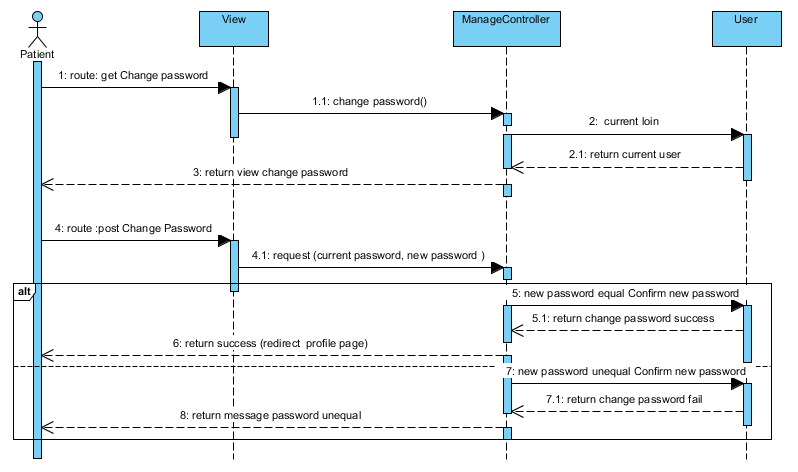 View
ManageController
User
Patient
1: route: get Change password
1.1: change password()
2:  current loin
2.1: return current user
3: return view change password
4: route :post Change Password
4.1: request (current password, new password )
alt
5: new password equal Confirm new password
5.1: return change password success
6: return success (redirect  profile page)
7: new password unequal Confirm new password
7.1: return change password fail
8: return message password unequal